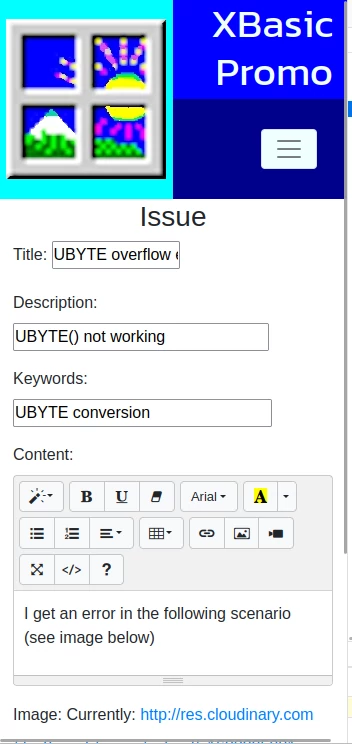 XBasic
Promo
Issue
Title: UBYTE overflow
Description:
UBYTE() not working
Keywords:
UBYTE conversion
Content:
B U Arial A
</> ?
I get an error in the following scenario
(see image below)
Image: Currently: http://res.cloudinary.com